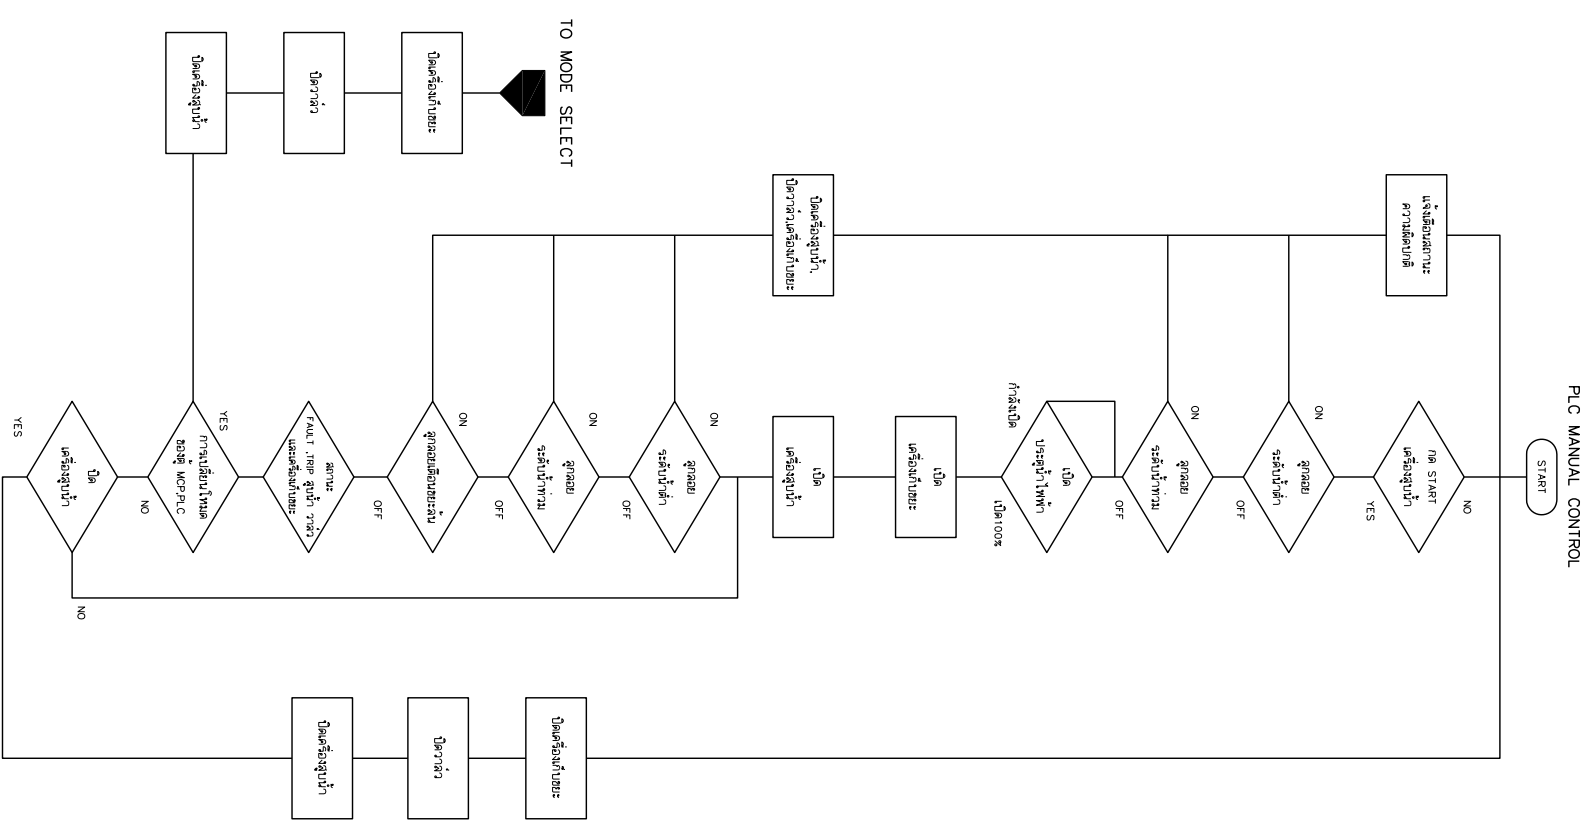 PLC MANUAL CONTROL
START
กด START
เครื่องสูบน้ำ
NO
YES
แจ้งเตือนสถานะ
ความผิดปกติ
ลูกลอย
ระดับน้ำต่ำ
ON
OFF
ลูกลอย
ระดับน้ำท่วม
ON
OFF
เปิด
ประตูน้ำไฟฟ้า
กำลังเปิด
เปิด100%
เปิด
เครื่องเก็บขยะ
เปิด
เครื่องสูบน้ำ
ปิดเครื่องสูบน้ำ,
ปิดวาล์ว,เครื่องเก็บขยะ
ลูกลอย
ระดับน้ำต่ำ
ON
OFF
ลูกลอย
ระดับน้ำท่วม
ON
OFF
ลูกลอยเตือนขยะล้น
ON
OFF
สถานะ
FAULT ,TRIP สูบน้ำ วาล์ว
และเครื่องเก็บขยะ
การเปลี่ยนโหมด
ของตู้ MCP,PLC
YES
NO
ปิด
เครื่องสูบน้ำ
YES
NO
TO MODE SELECT
ปิดเครื่องเก็บขยะ
ปิดวาล์ว
ปิดเครื่องสูบน้ำ
ปิดเครื่องเก็บขยะ
ปิดวาล์ว
ปิดเครื่องสูบน้ำ